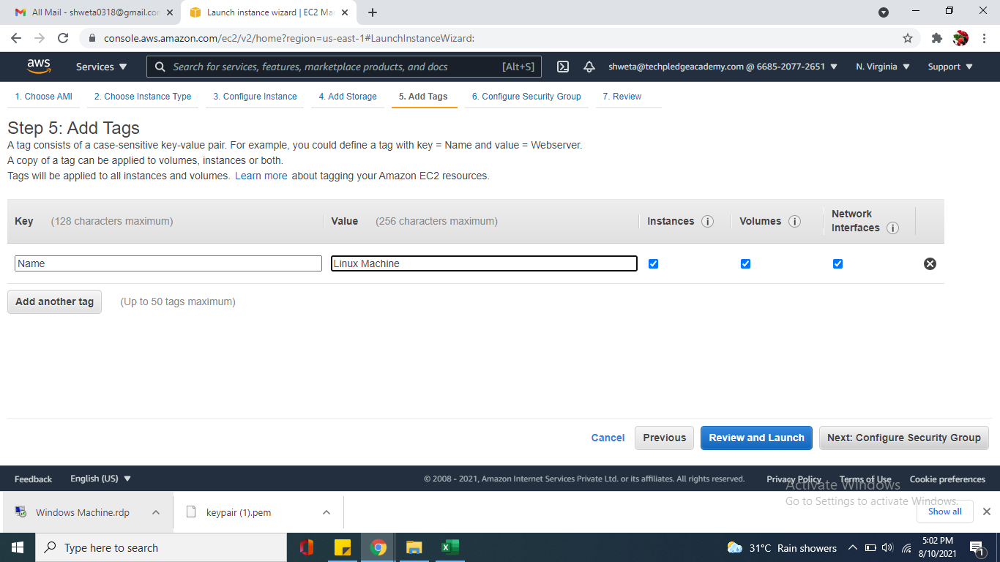 All Mail - shweta0318@gmail.com
Launch instance wizard | EC2 Man
console.aws.amazon.com/ec2/v2/home?region=us-east-1#LaunchInstanceWizard:
aws
Services
Search for services, features, marketplace products, and docs
[Alt+S]
shweta@techpledgeacademy.com @ 6685-2077-2651
N. Virginia
Support
1. Choose AMI
2. Choose Instance Type
3. Configure Instance
4. Add Storage
5. Add Tags
6. Configure Security Group
7. Review
Step 5: Add Tags
A tag consists of a case-sensitive key-value pair. For example, you could define a tag with key = Name and value = Webserver.
A copy of a tag can be applied to volumes, instances or both.
Tags will be applied to all instances and volumes. Learn more about tagging your Amazon EC2 resources.
Key (128 characters maximum)
Value (256 characters maximum)
Instances
Volumes
Network
Interfaces
Name
Linux Machine
Add another tag
(Up to 50 tags maximum)
Cancel
Previous
Review and Launch
Next: Configure Security Group
Feedback
English (US)
© 2008 - 2021, Amazon Internet Services Private Ltd. or its affiliates. All rights reserved.
Privacy Policy
Terms of Use
Cookie preferences
Activate Windows
Go to Settings to activate Windows.
Windows Machine.rdp
keypair (1).pem
Show all
Type here to search
31°C Rain showers
5:02 PM
8/10/2021
1